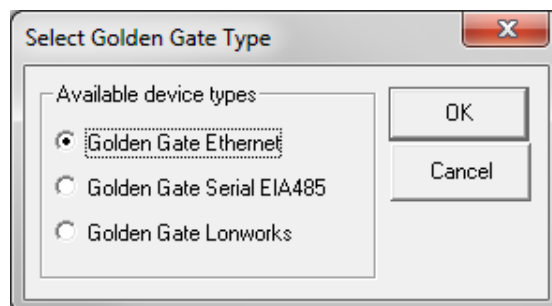 Select Golden Gate Type
Available device types
Golden Gate Ethernet
Golden Gate Serial EIA485
Golden Gate Lonworks
OK
Cancel